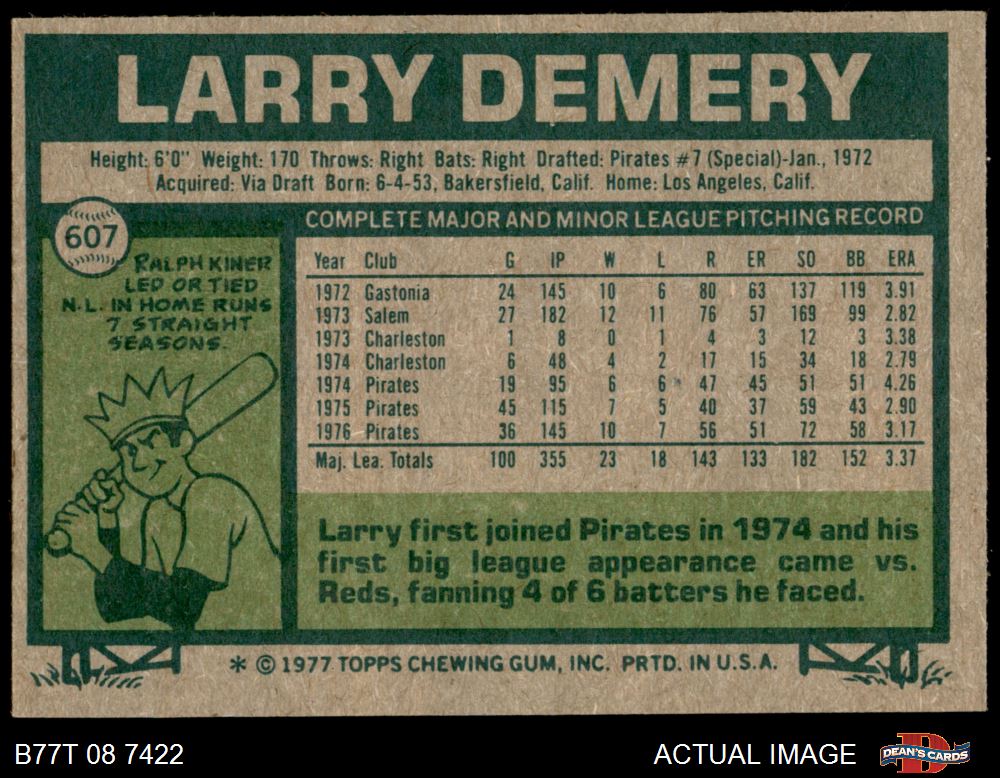 LARRY DEMERY
Height: 6'0" Weight: 170 Throws: Right Bats: Right Drafted: Pirates #7 (Special)-Jan., 1972
Acquired: Via Draft Born: 6-4-53, Bakersfield, Calif. Home: Los Angeles, Calif.
607
RALPH KINER
LED OR TIED
N.L. IN HOME RUNS
7 STRAIGHT
SEASONS.
COMPLETE MAJOR AND MINOR LEAGUE PITCHING RECORD
Year Club G IP W L R ER SO BB ERA
1972 Gastonia 24 145 10 6 80 63 137 119 3.91
1973 Salem 27 182 12 11 76 57 169 99 2.82
1973 Charleston 1 8 0 1 4 3 12 3 3.38
1974 Charleston 6 48 4 2 17 15 34 18 2.79
1974 Pirates 19 95 6 6 47 45 51 51 4.26
1975 Pirates 45 115 7 5 40 37 59 43 2.90
1976 Pirates 36 145 10 7 56 51 72 58 3.17
Maj. Lea. Totals 100 355 23 18 143 133 182 152 3.37
Larry first joined Pirates in 1974 and his
first big league appearance came vs.
Reds, fanning 4 of 6 batters he faced.
* © 1977 TOPPS CHEWING GUM, INC. PRTD. IN U.S.A.
B77T 08 7422
ACTUAL IMAGE
D
DEAN'S CARDS